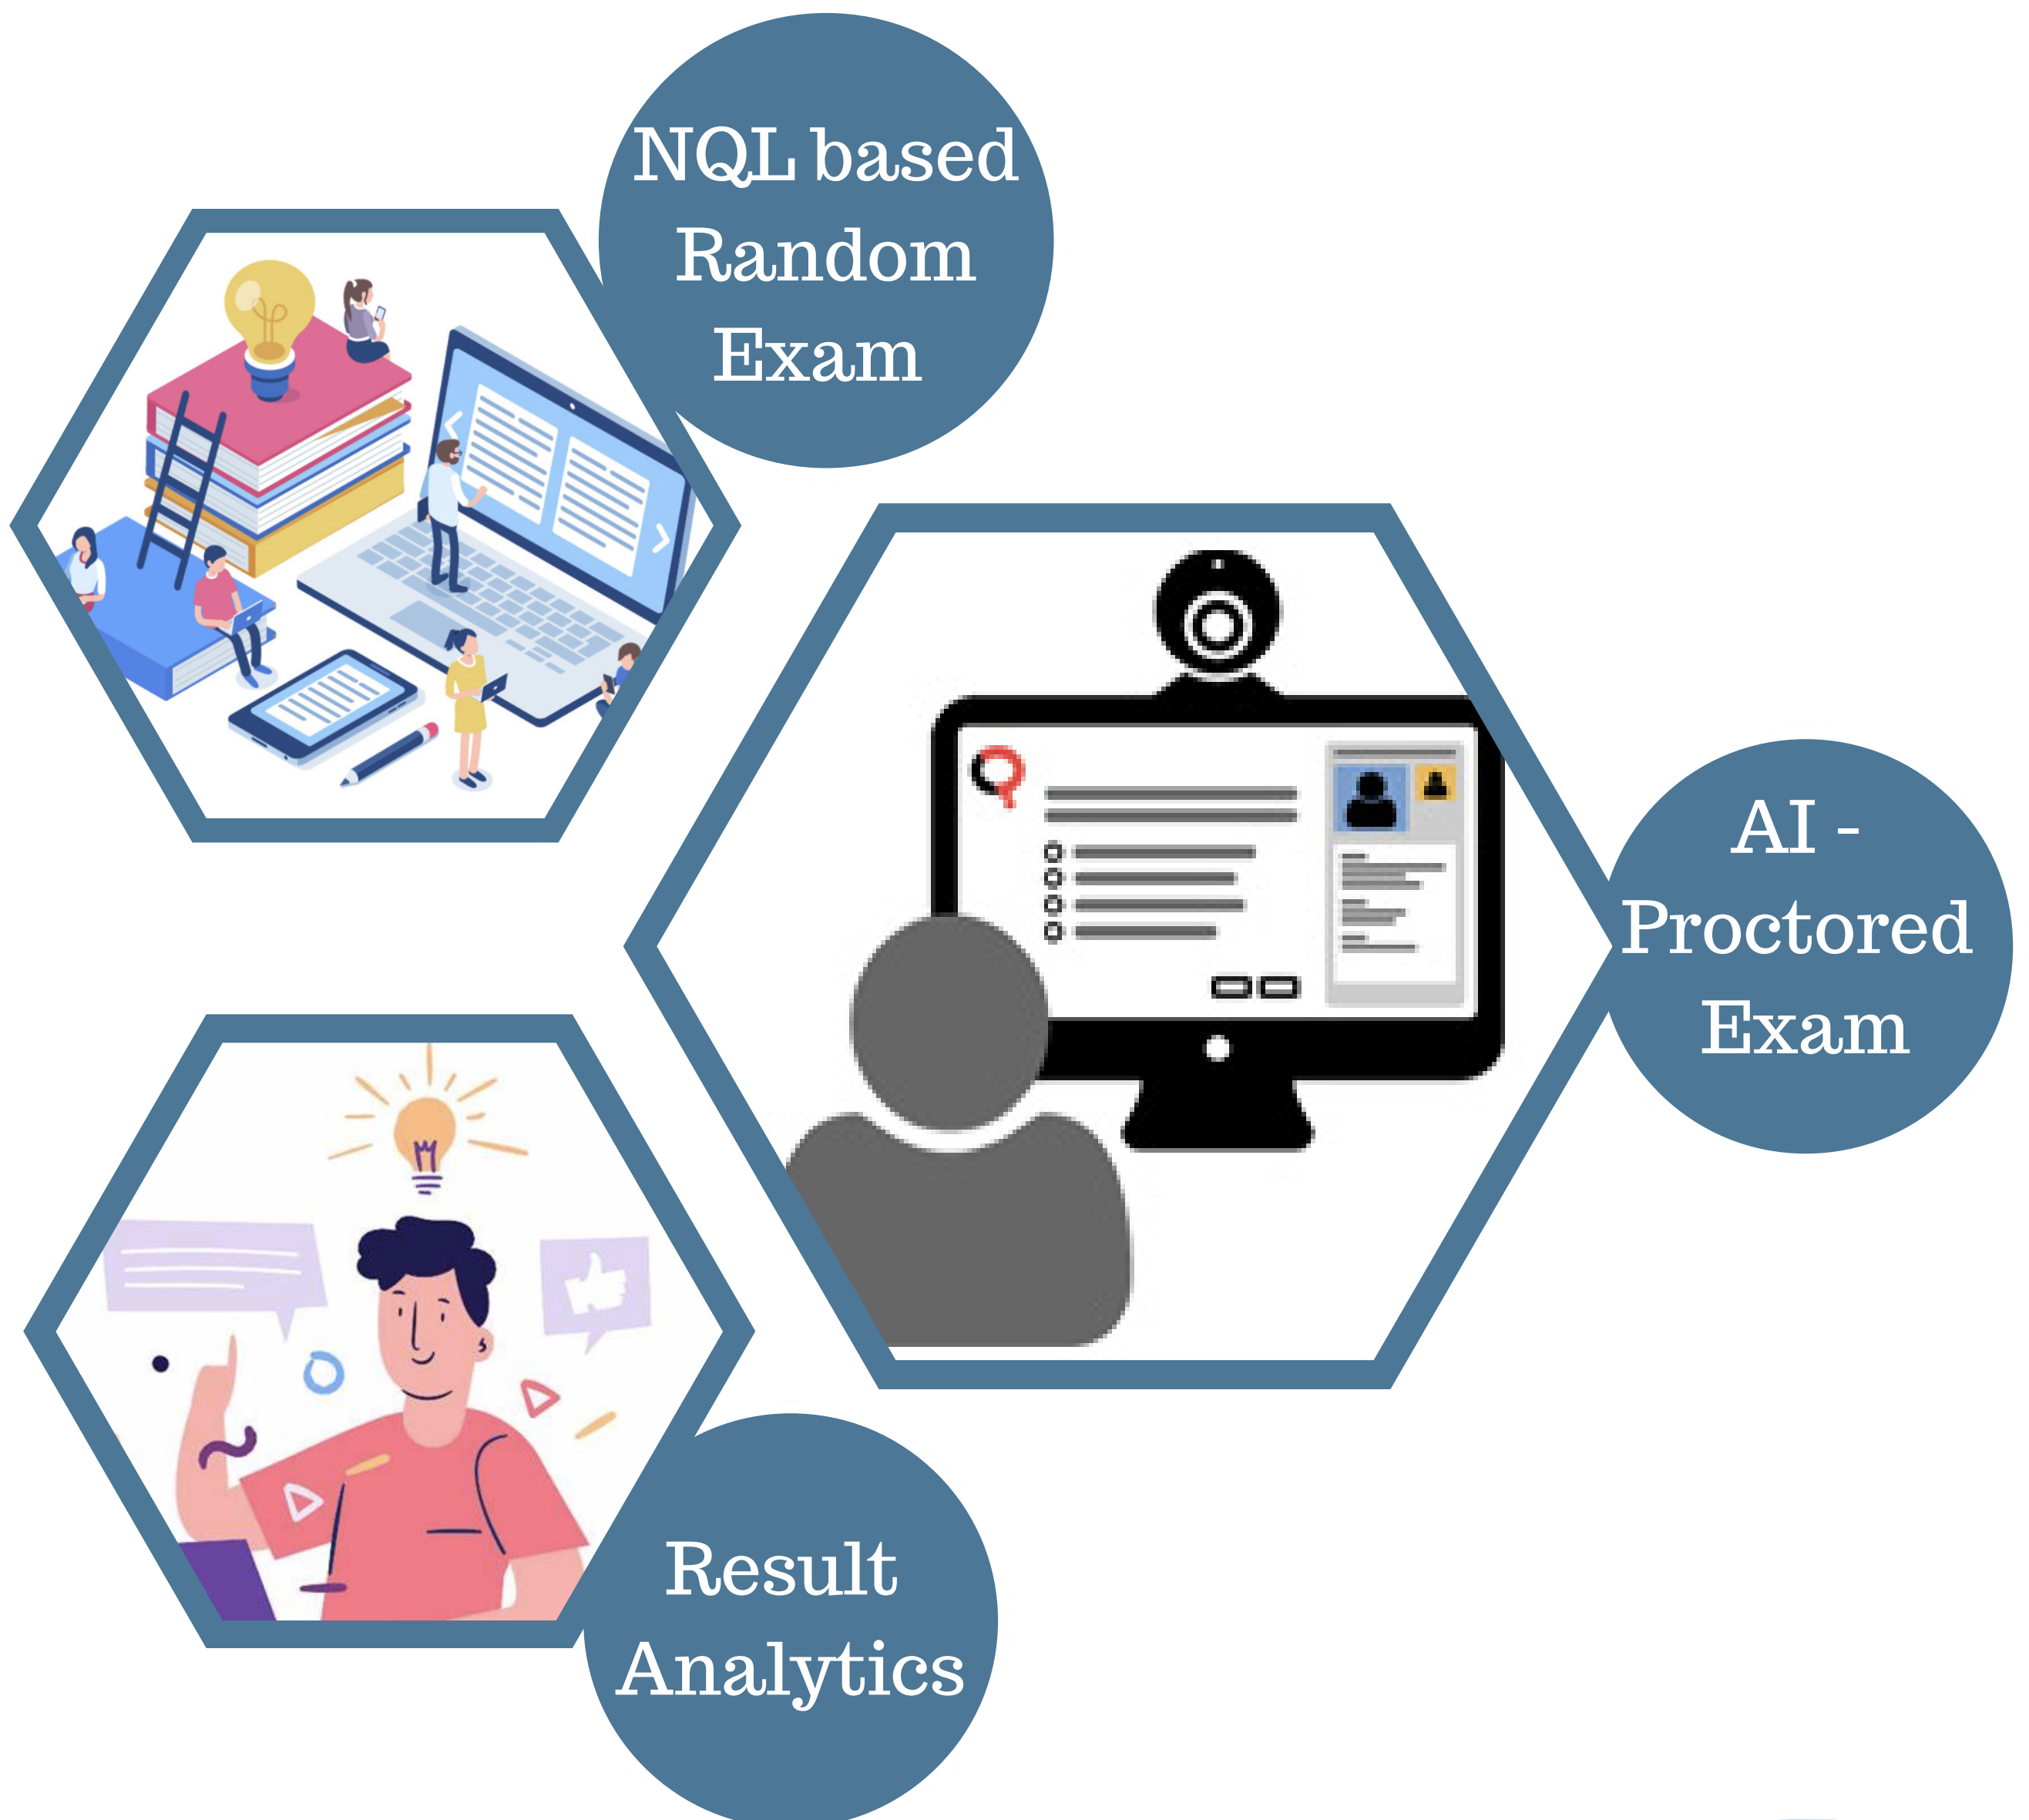 NQL based
Random
Exam
AI -
Proctored
Exam
Result
Analytics